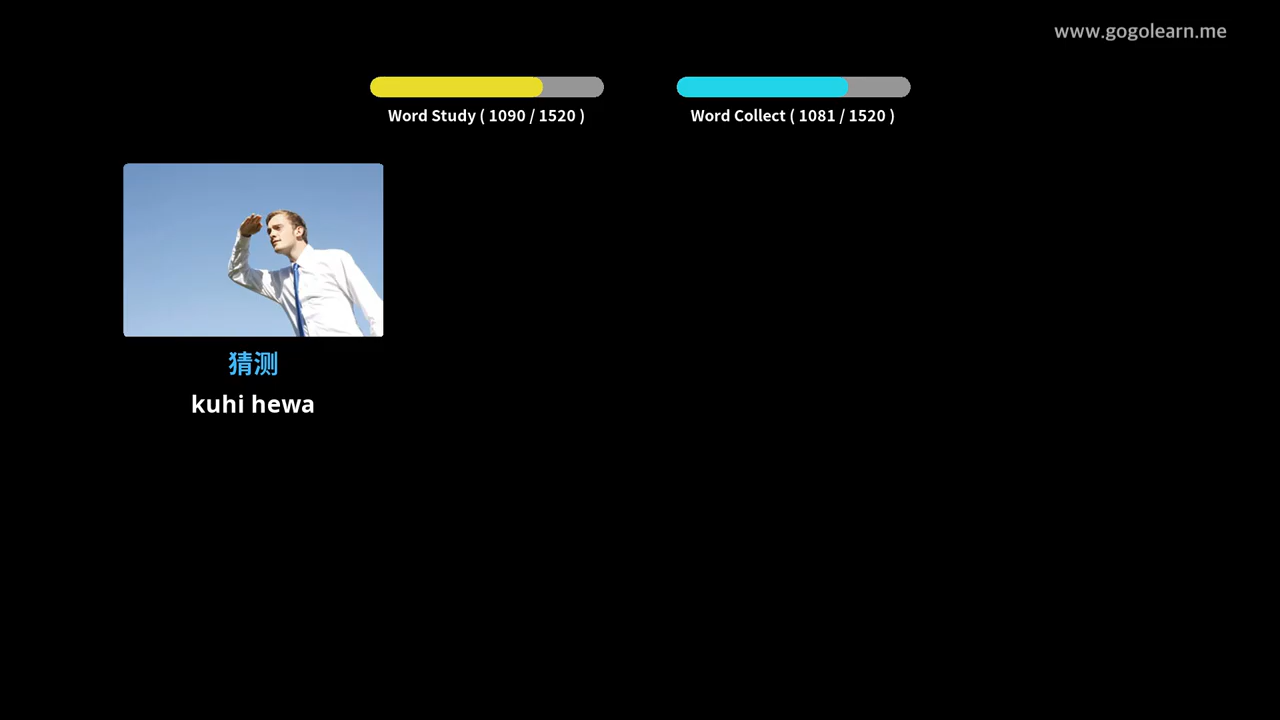 www.gogolearn.me
Word Study ( 1090 / 1520 )
Word Collect ( 1081 / 1520 )
猜测
kuhi hewa